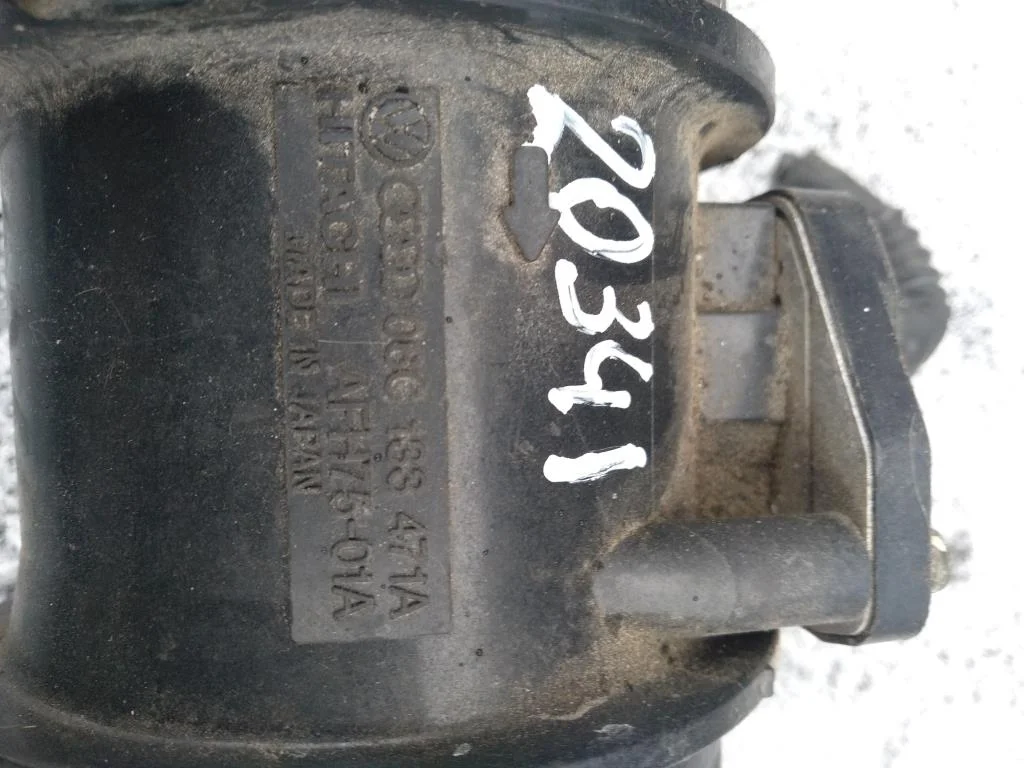 20341
06C 133 471A
HITACHI AFH75-01A
MADE IN JAPAN